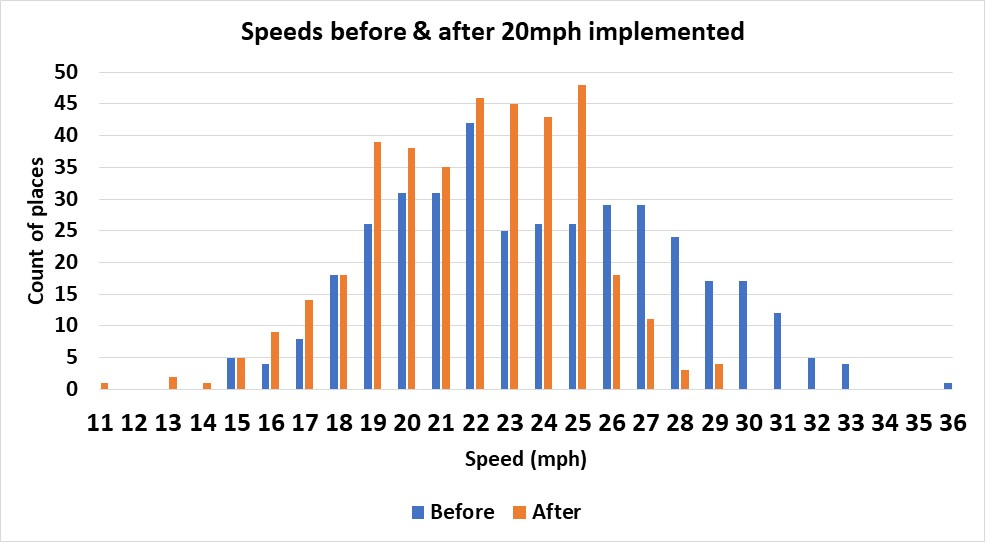 Speeds before & after 20mph implemented
50
45
40
35
30
25
20
15
10
5
0
Count of places
11 12 13 14 15 16 17 18 19 20 21 22 23 24 25 26 27 28 29 30 31 32 33 34 35 36
Speed (mph)
Before After